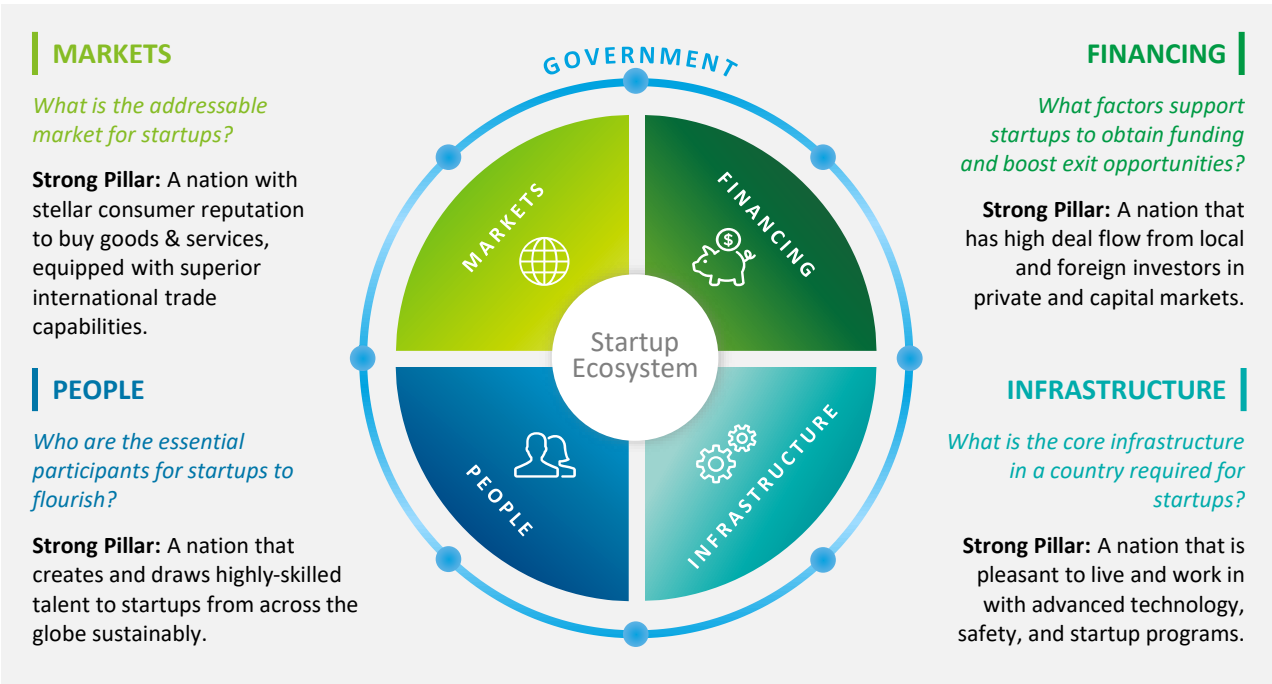 MARKETS
What is the addressable
market for startups?
Strong Pillar: A nation with
stellar consumer reputation
to buy goods & services,
equipped with superior
international trade
capabilities.
PEOPLE
Who are the essential
participants for startups to
flourish?
Strong Pillar: A nation that
creates and draws highly-skilled
talent to startups from across the
globe sustainably.
GOVERNMENT
MARKETS
FINANCING
$
Startup
Ecosystem
PEOPLE
INFRASTRUCTURE
FINANCING
What factors support
startups to obtain funding
and boost exit opportunities?
Strong Pillar: A nation that
has high deal flow from local
and foreign investors in
private and capital markets.
INFRASTRUCTURE
What is the core infrastructure
in a country required for
startups?
Strong Pillar: A nation that is
pleasant to live and work in
with advanced technology,
safety, and startup programs.